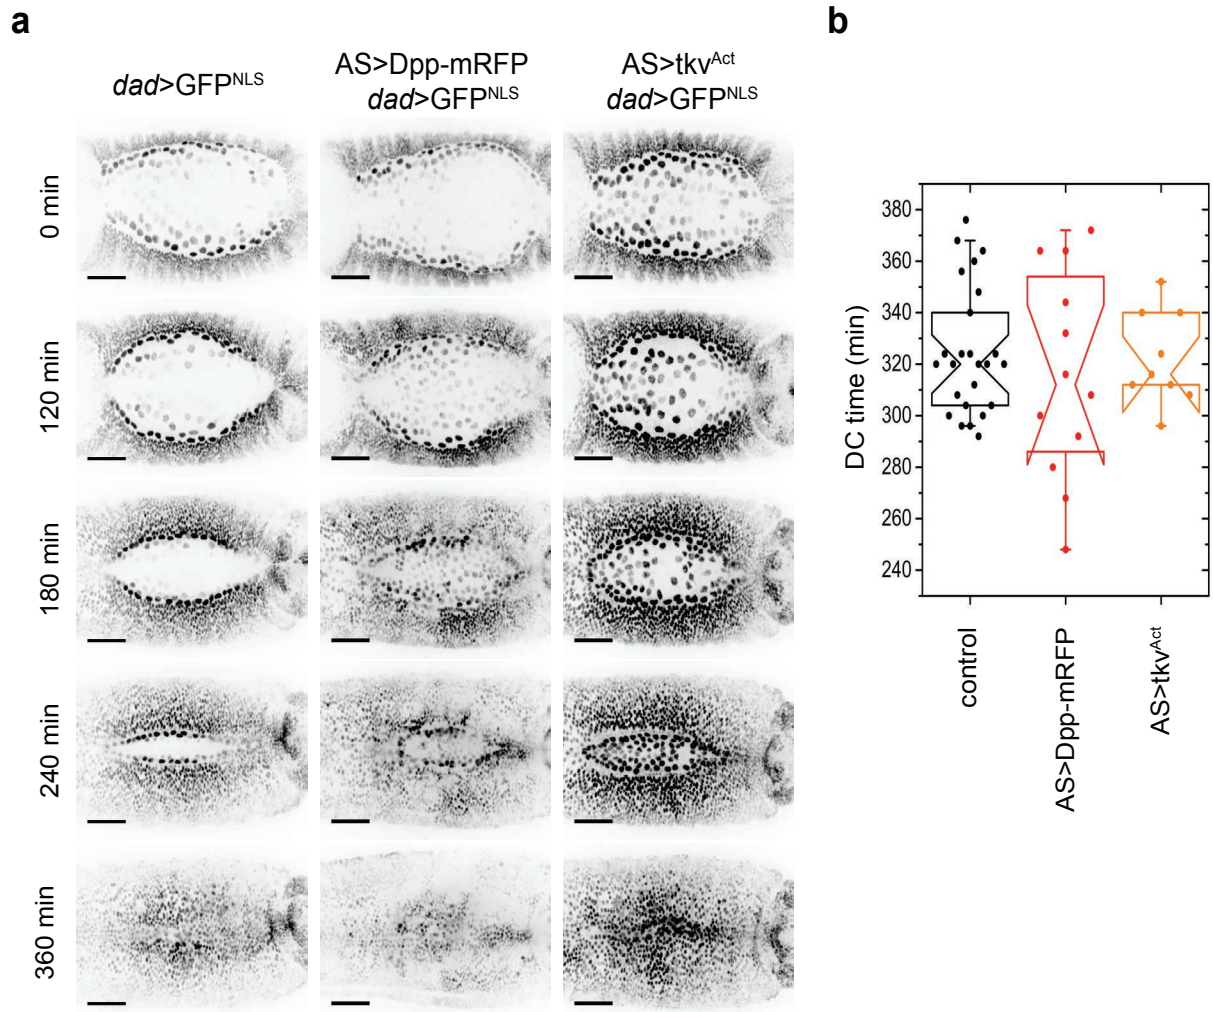 a
b
dad>GFP^NLS
AS>Dpp-mRFP
dad>GFP^NLS
AS>tkv^Act
dad>GFP^NLS
0 min
120 min
180 min
240 min
360 min
DC time (min)
380
360
340
320
300
280
260
240
control
AS>Dpp-mRFP
AS>tkv^Act